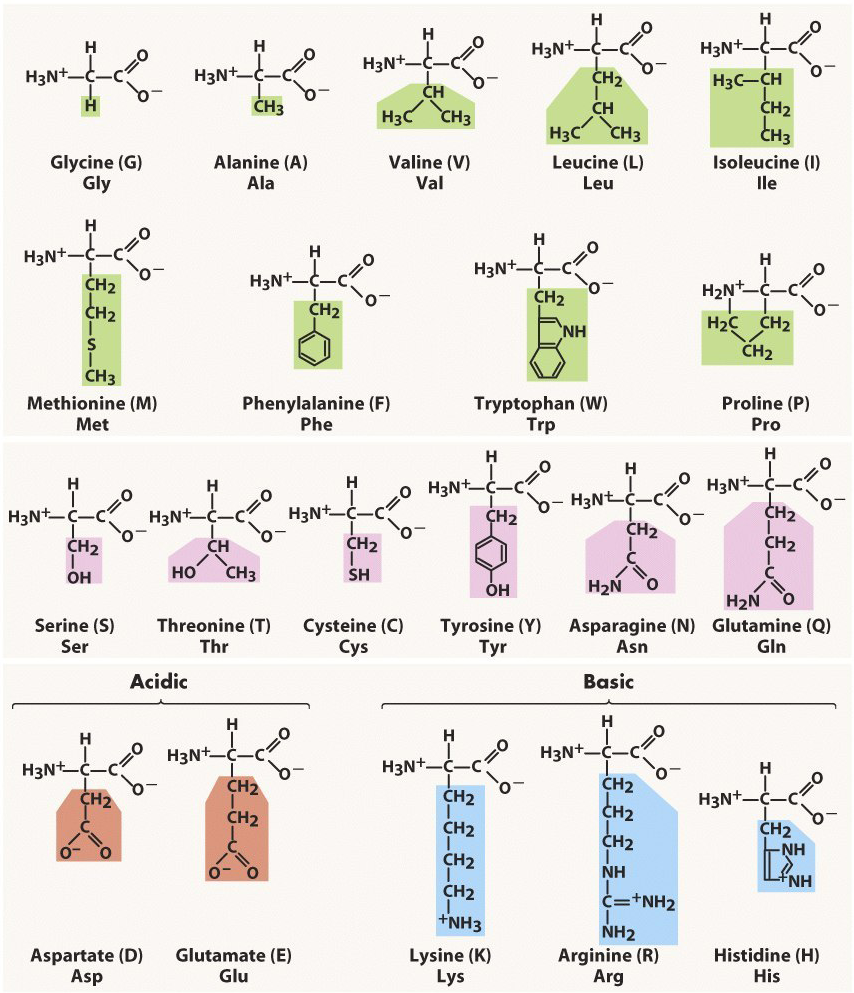 H
H3N+ C C O
O−
H
Glycine (G)
Gly
H
H3N+ C C O
O−
CH3
Alanine (A)
Ala
H
H3N+ C C O
O−
CH
H3C CH3
Valine (V)
Val
H
H3N+ C C O
O−
CH2
CH
H3C CH3
Leucine (L)
Leu
H
H3N+ C C O
O−
H3C CH
CH2
CH3
Isoleucine (I)
Ile
H
H3N+ C C O
O−
CH2
CH2
S
CH3
Methionine (M)
Met
H
H3N+ C C O
O−
CH2
Phenylalanine (F)
Phe
H
H3N+ C C O
O−
CH2
NH
Tryptophan (W)
Trp
H
H2N+ C C O
O−
H2C CH2
CH2
Proline (P)
Pro
H
H3N+ C C O
O−
CH2
OH
Serine (S)
Ser
H
H3N+ C C O
O−
CH
HO CH3
Threonine (T)
Thr
H
H3N+ C C O
O−
CH2
SH
Cysteine (C)
Cys
H
H3N+ C C O
O−
CH2
OH
Tyrosine (Y)
Tyr
H
H3N+ C C O
O−
CH2
C
H2N O
Asparagine (N)
Asn
H
H3N+ C C O
O−
CH2
CH2
C
H2N O
Glutamine (Q)
Gln
Acidic
H
H3N+ C C O
O−
CH2
C
O− O
Aspartate (D)
Asp
H
H3N+ C C O
O−
CH2
CH2
C
O− O
Glutamate (E)
Glu
Basic
H
H3N+ C C O
O−
CH2
CH2
CH2
CH2
+NH3
Lysine (K)
Lys
H
H3N+ C C O
O−
CH2
CH2
CH2
NH
C=+NH2
NH2
Arginine (R)
Arg
H
H3N+ C C O
O−
CH2
NH
+NH
Histidine (H)
His